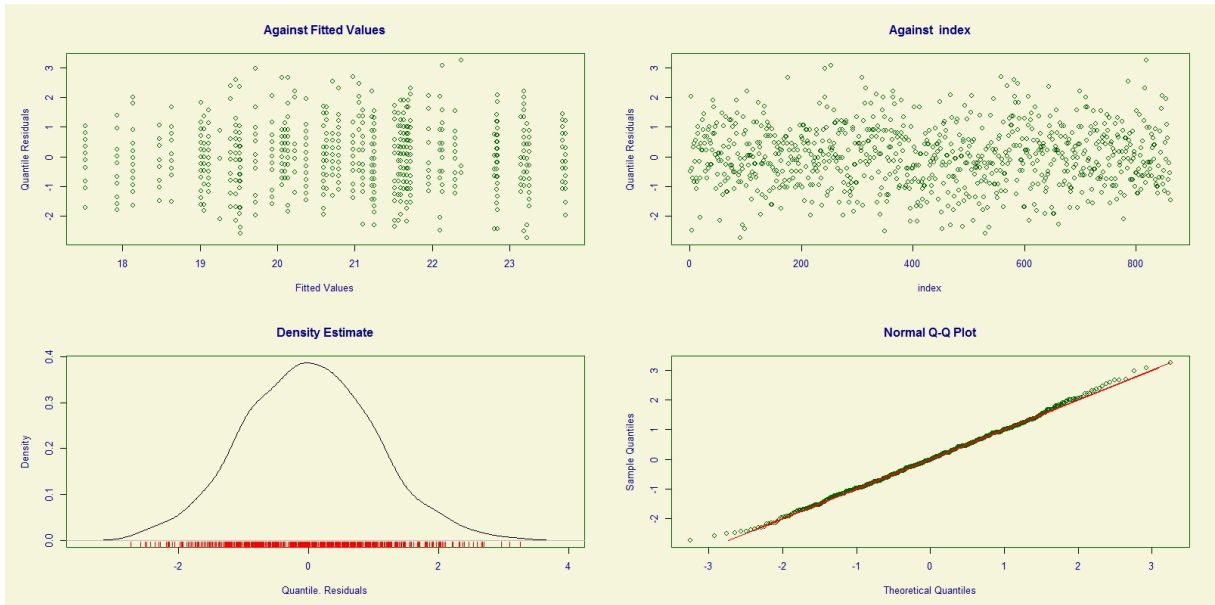 Against Fitted Values
Quantile Residuals
3
2
1
0
-1
-2
18 19 20 21 22 23
Fitted Values
Against index
Quantile Residuals
3
2
1
0
-1
-2
0 200 400 600 800
index
Density Estimate
Density
0.4
0.3
0.2
0.1
0.0
-2 0 2 4
Quantile. Residuals
Normal Q-Q Plot
Sample Quantiles
3
2
1
0
-1
-2
-3 -2 -1 0 1 2 3
Theoretical Quantiles